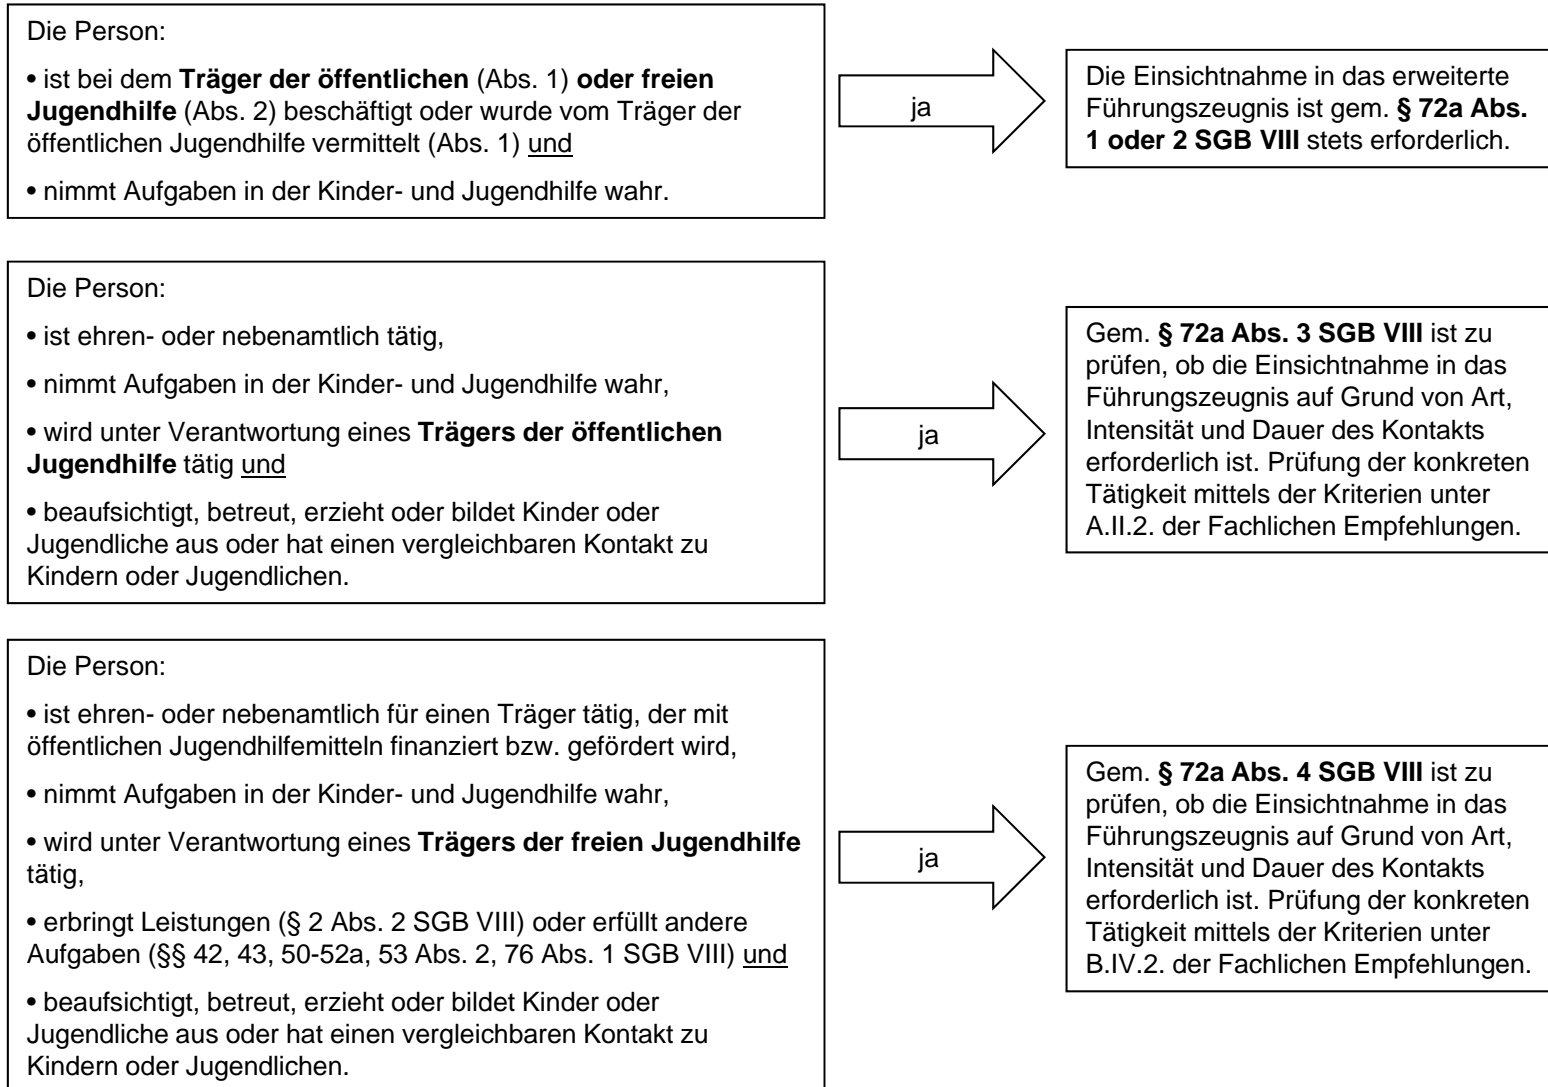 Die Person:
• ist bei dem Träger der öffentlichen (Abs. 1) oder freien
Jugendhilfe (Abs. 2) beschäftigt oder wurde vom Träger der
öffentlichen Jugendhilfe vermittelt (Abs. 1) und
• nimmt Aufgaben in der Kinder- und Jugendhilfe wahr.
ja
Die Einsichtnahme in das erweiterte
Führungszeugnis ist gem. § 72a Abs.
1 oder 2 SGB VIII stets erforderlich.
Die Person:
• ist ehren- oder nebenamtlich tätig,
• nimmt Aufgaben in der Kinder- und Jugendhilfe wahr,
• wird unter Verantwortung eines Trägers der öffentlichen
Jugendhilfe tätig und
• beaufsichtigt, betreut, erzieht oder bildet Kinder oder
Jugendliche aus oder hat einen vergleichbaren Kontakt zu
Kindern oder Jugendlichen.
ja
Gem. § 72a Abs. 3 SGB VIII ist zu
prüfen, ob die Einsichtnahme in das
Führungszeugnis auf Grund von Art,
Intensität und Dauer des Kontakts
erforderlich ist. Prüfung der konkreten
Tätigkeit mittels der Kriterien unter
A.II.2. der Fachlichen Empfehlungen.
Die Person:
• ist ehren- oder nebenamtlich für einen Träger tätig, der mit
öffentlichen Jugendhilfemitteln finanziert bzw. gefördert wird,
• nimmt Aufgaben in der Kinder- und Jugendhilfe wahr,
• wird unter Verantwortung eines Trägers der freien Jugendhilfe
tätig,
• erbringt Leistungen (§ 2 Abs. 2 SGB VIII) oder erfüllt andere
Aufgaben (§§ 42, 43, 50-52a, 53 Abs. 2, 76 Abs. 1 SGB VIII) und
• beaufsichtigt, betreut, erzieht oder bildet Kinder oder
Jugendliche aus oder hat einen vergleichbaren Kontakt zu
Kindern oder Jugendlichen.
ja
Gem. § 72a Abs. 4 SGB VIII ist zu
prüfen, ob die Einsichtnahme in das
Führungszeugnis auf Grund von Art,
Intensität und Dauer des Kontakts
erforderlich ist. Prüfung der konkreten
Tätigkeit mittels der Kriterien unter
B.IV.2. der Fachlichen Empfehlungen.